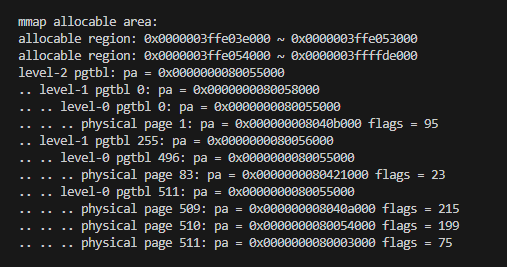 mmap allocable area:
allocable region: 0x0000003ffe03e000 ~ 0x0000003ffe053000
allocable region: 0x0000003ffe054000 ~ 0x0000003ffffde000
level-2 pgtbl: pa = 0x0000000080055000
.. level-1 pgtbl 0: pa = 0x0000000080058000
.. .. level-0 pgtbl 0: pa = 0x0000000080055000
.. .. .. physical page 1: pa = 0x000000008040b000 flags = 95
.. level-1 pgtbl 255: pa = 0x0000000080056000
.. .. level-0 pgtbl 496: pa = 0x0000000080055000
.. .. .. physical page 83: pa = 0x0000000080421000 flags = 23
.. .. level-0 pgtbl 511: pa = 0x0000000080055000
.. .. .. physical page 509: pa = 0x000000008040a000 flags = 215
.. .. .. physical page 510: pa = 0x0000000080054000 flags = 199
.. .. .. physical page 511: pa = 0x0000000080003000 flags = 75